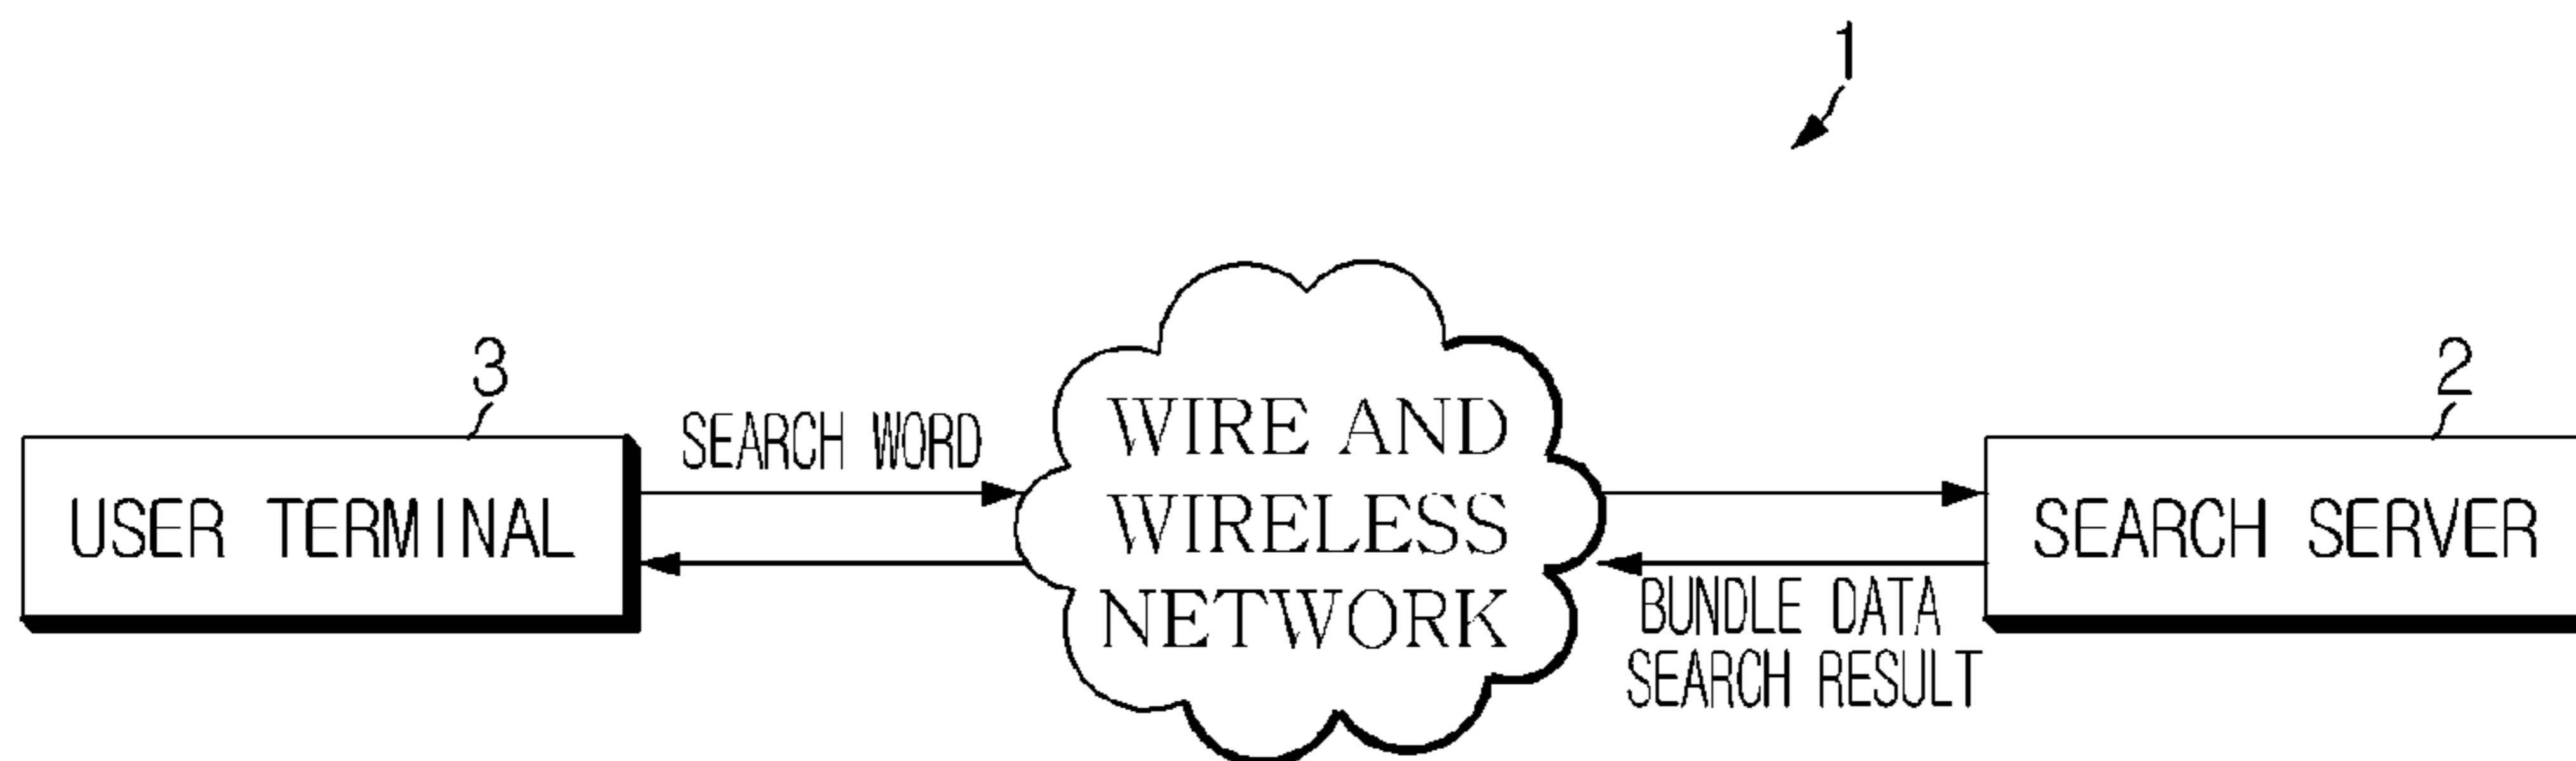 1
3
2
SEARCH WORD
WIRE AND
USER TERMINAL
WIRELESS
SEARCH SERVER
NETWORK
BUNDLE DATA
SEARCH RESULT